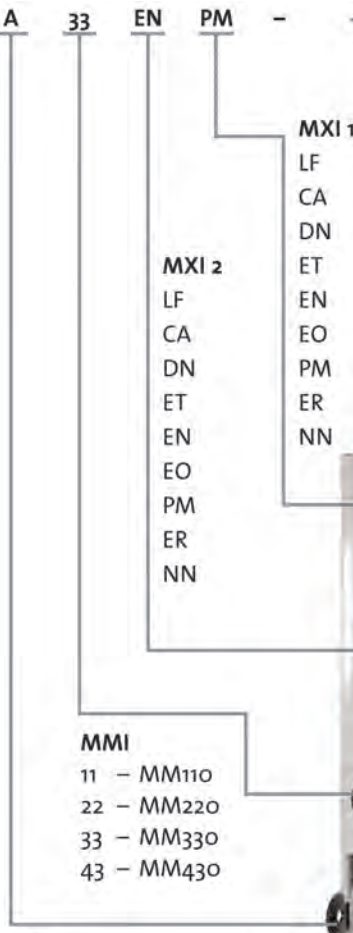 A 33 EN PM – -
MXI 1
LF
CA
DN
ET
EN
EO
PM
ER
NN
MXI 2
LF
CA
DN
ET
EN
EO
PM
ER
NN
MMI
11 – MM110
22 – MM220
33 – MM330
43 – MM430